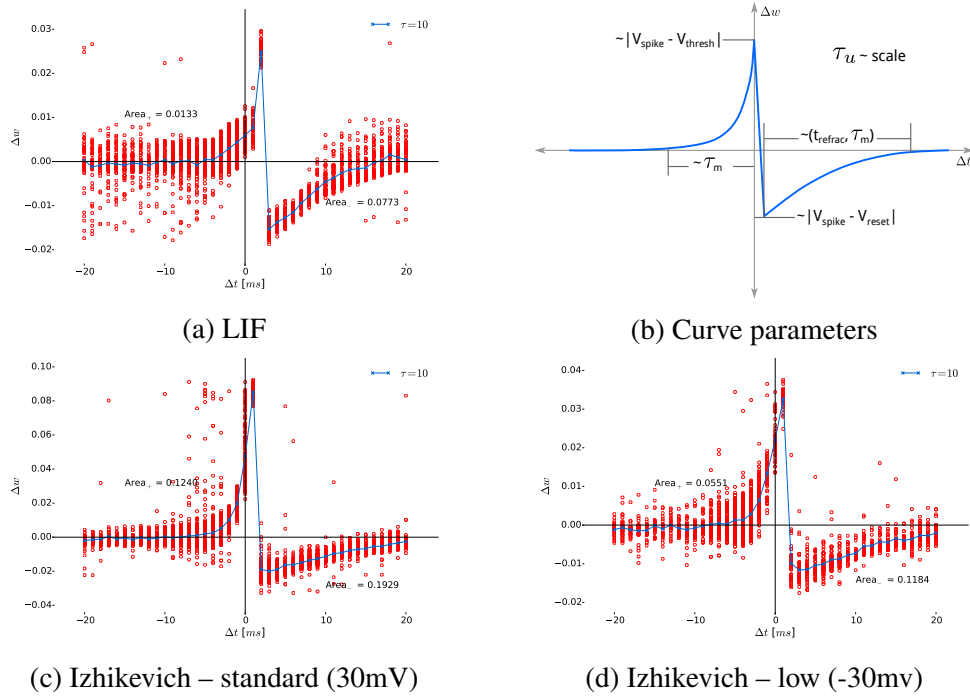 τ=10
0.03
0.02
0.01
0.00
−0.01
−0.02
Δw
Area₊ = 0.0133
Area₋ = 0.0773
−20 −10 0 10 20
Δt [ms]
(a) LIF
Δw
~|Vspike - Vthresh|
τu ~ scale
~(trefrac, τm)
Δt
~ τm
~|Vspike - Vreset|
(b) Curve parameters
τ=10
0.10
0.08
0.06
0.04
0.02
0.00
−0.02
−0.04
Δw
Area₊ = 0.1240
Area₋ = 0.1929
−20 −10 0 10 20
Δt [ms]
(c) Izhikevich – standard (30mV)
τ=10
0.04
0.03
0.02
0.01
0.00
−0.01
−0.02
Δw
Area₊ = 0.0551
Area₋ = 0.1184
−20 −10 0 10 20
Δt [ms]
(d) Izhikevich – low (-30mv)